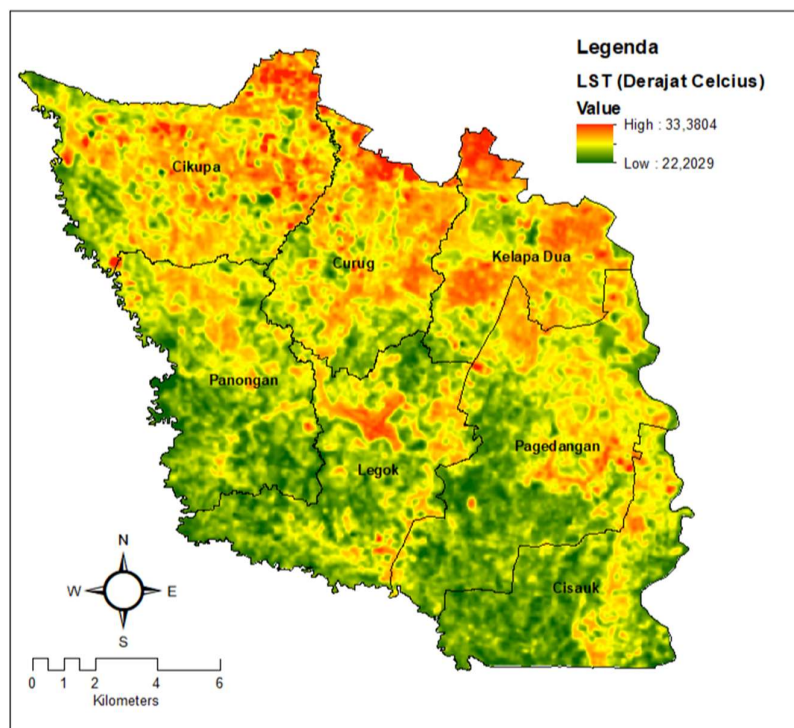 Legenda
LST (Derajat Celcius)
Value
High : 33,3804
Low : 22,2029
Cikupa
Curug
Kelapa Dua
Panongan
Pagedangan
Legok
Cisauk
N
W
E
S
0 1 2 4 6
Kilometers